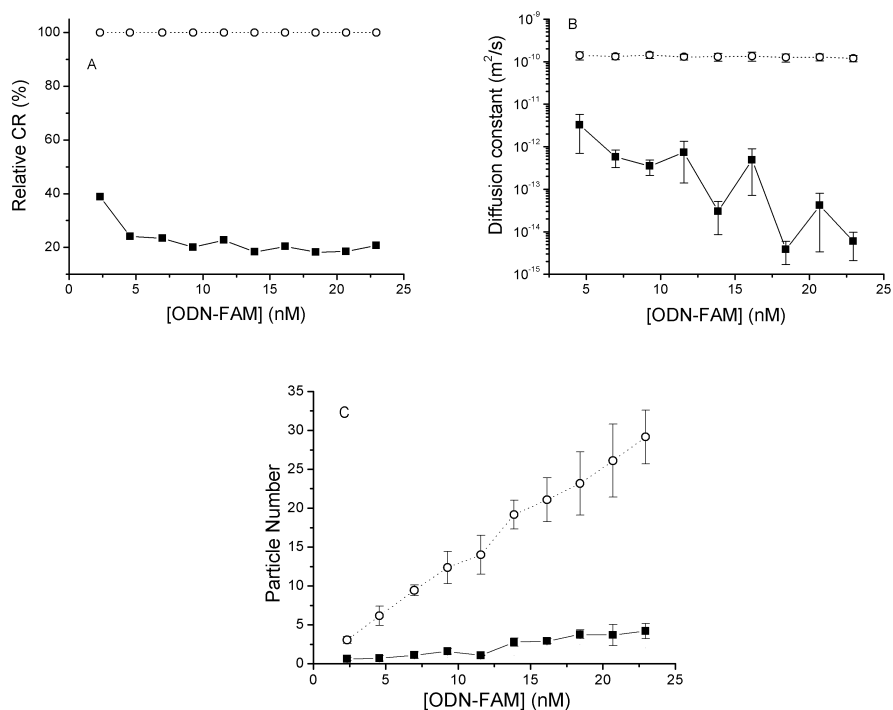 A
Relative CR (%)
100
80
60
40
20
0 5 10 15 20 25
[ODN-FAM] (nM)
B
Diffusion constant (m²/s)
10⁻⁹
10⁻¹⁰
10⁻¹¹
10⁻¹²
10⁻¹³
10⁻¹⁴
10⁻¹⁵
5 10 15 20 25
[ODN-FAM] (nM)
C
Particle Number
35
30
25
20
15
10
5
0
0 5 10 15 20 25
[ODN-FAM] (nM)